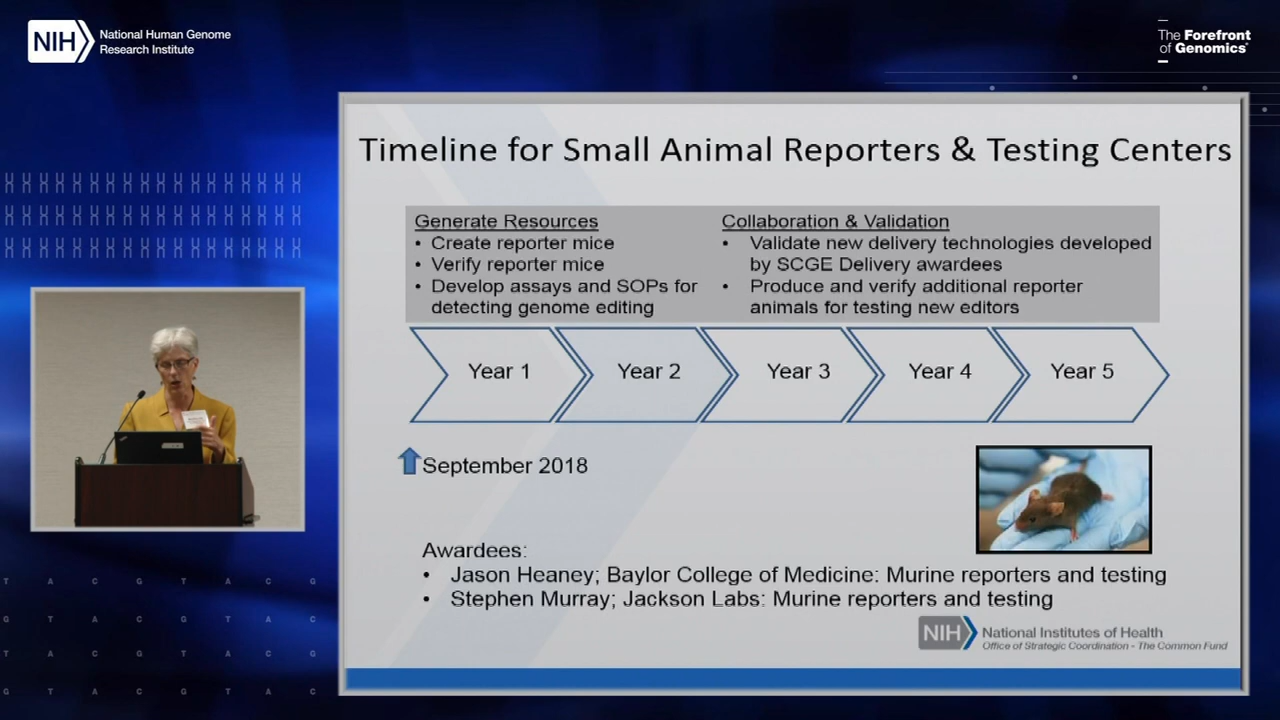 NIH
National Human Genome
Research Institute
The Forefront
of Genomics®
Timeline for Small Animal Reporters & Testing Centers
Generate Resources
• Create reporter mice
• Verify reporter mice
• Develop assays and SOPs for
detecting genome editing
Collaboration & Validation
• Validate new delivery technologies developed
by SCGE Delivery awardees
• Produce and verify additional reporter
animals for testing new editors
Year 1
Year 2
Year 3
Year 4
Year 5
September 2018
Awardees:
• Jason Heaney; Baylor College of Medicine: Murine reporters and testing
• Stephen Murray; Jackson Labs: Murine reporters and testing
NIH
National Institutes of Health
Office of Strategic Coordination - The Common Fund
T A C G T A C G
G T A C G T A C
T A C G T A C G
G T A C G T A C